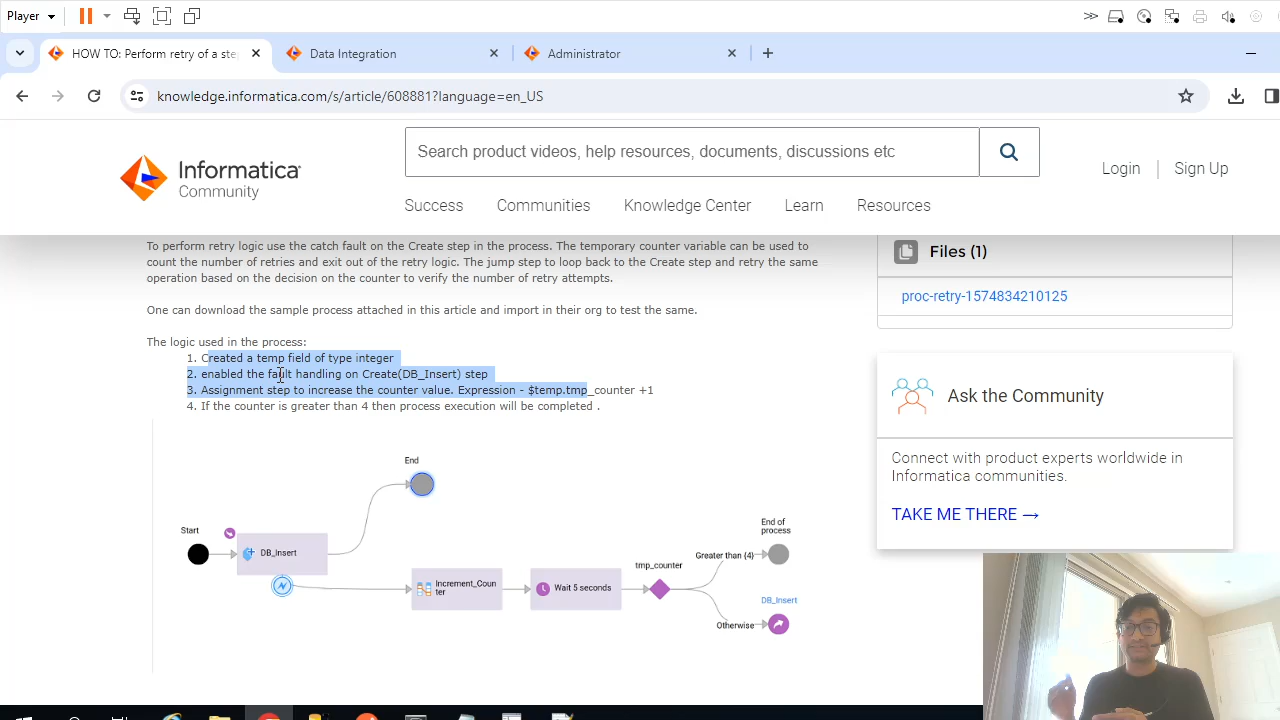 Player
HOW TO: Perform retry of a ste
Data Integration
Administrator
knowledge.informatica.com/s/article/608881?language=en_US
Informatica
Community
Search product videos, help resources, documents, discussions etc
Login
Sign Up
Success
Communities
Knowledge Center
Learn
Resources
To perform retry logic use the catch fault on the Create step in the process. The temporary counter variable can be used to
count the number of retries and exit out of the retry logic. The jump step to loop back to the Create step and retry the same
operation based on the decision on the counter to verify the number of retry attempts.
One can download the sample process attached in this article and import in their org to test the same.
The logic used in the process:
1. Created a temp field of type integer
2. enabled the fault handling on Create(DB_Insert) step
3. Assignment step to increase the counter value. Expression - $temp.tmp_counter +1
4. If the counter is greater than 4 then process execution will be completed .
End
Start
DB_Insert
Increment_Coun
ter
Wait 5 seconds
tmp_counter
Greater than (4)
End of
process
Otherwise
DB_Insert
Files (1)
proc-retry-1574834210125
Ask the Community
Connect with product experts worldwide in
Informatica communities.
TAKE ME THERE →